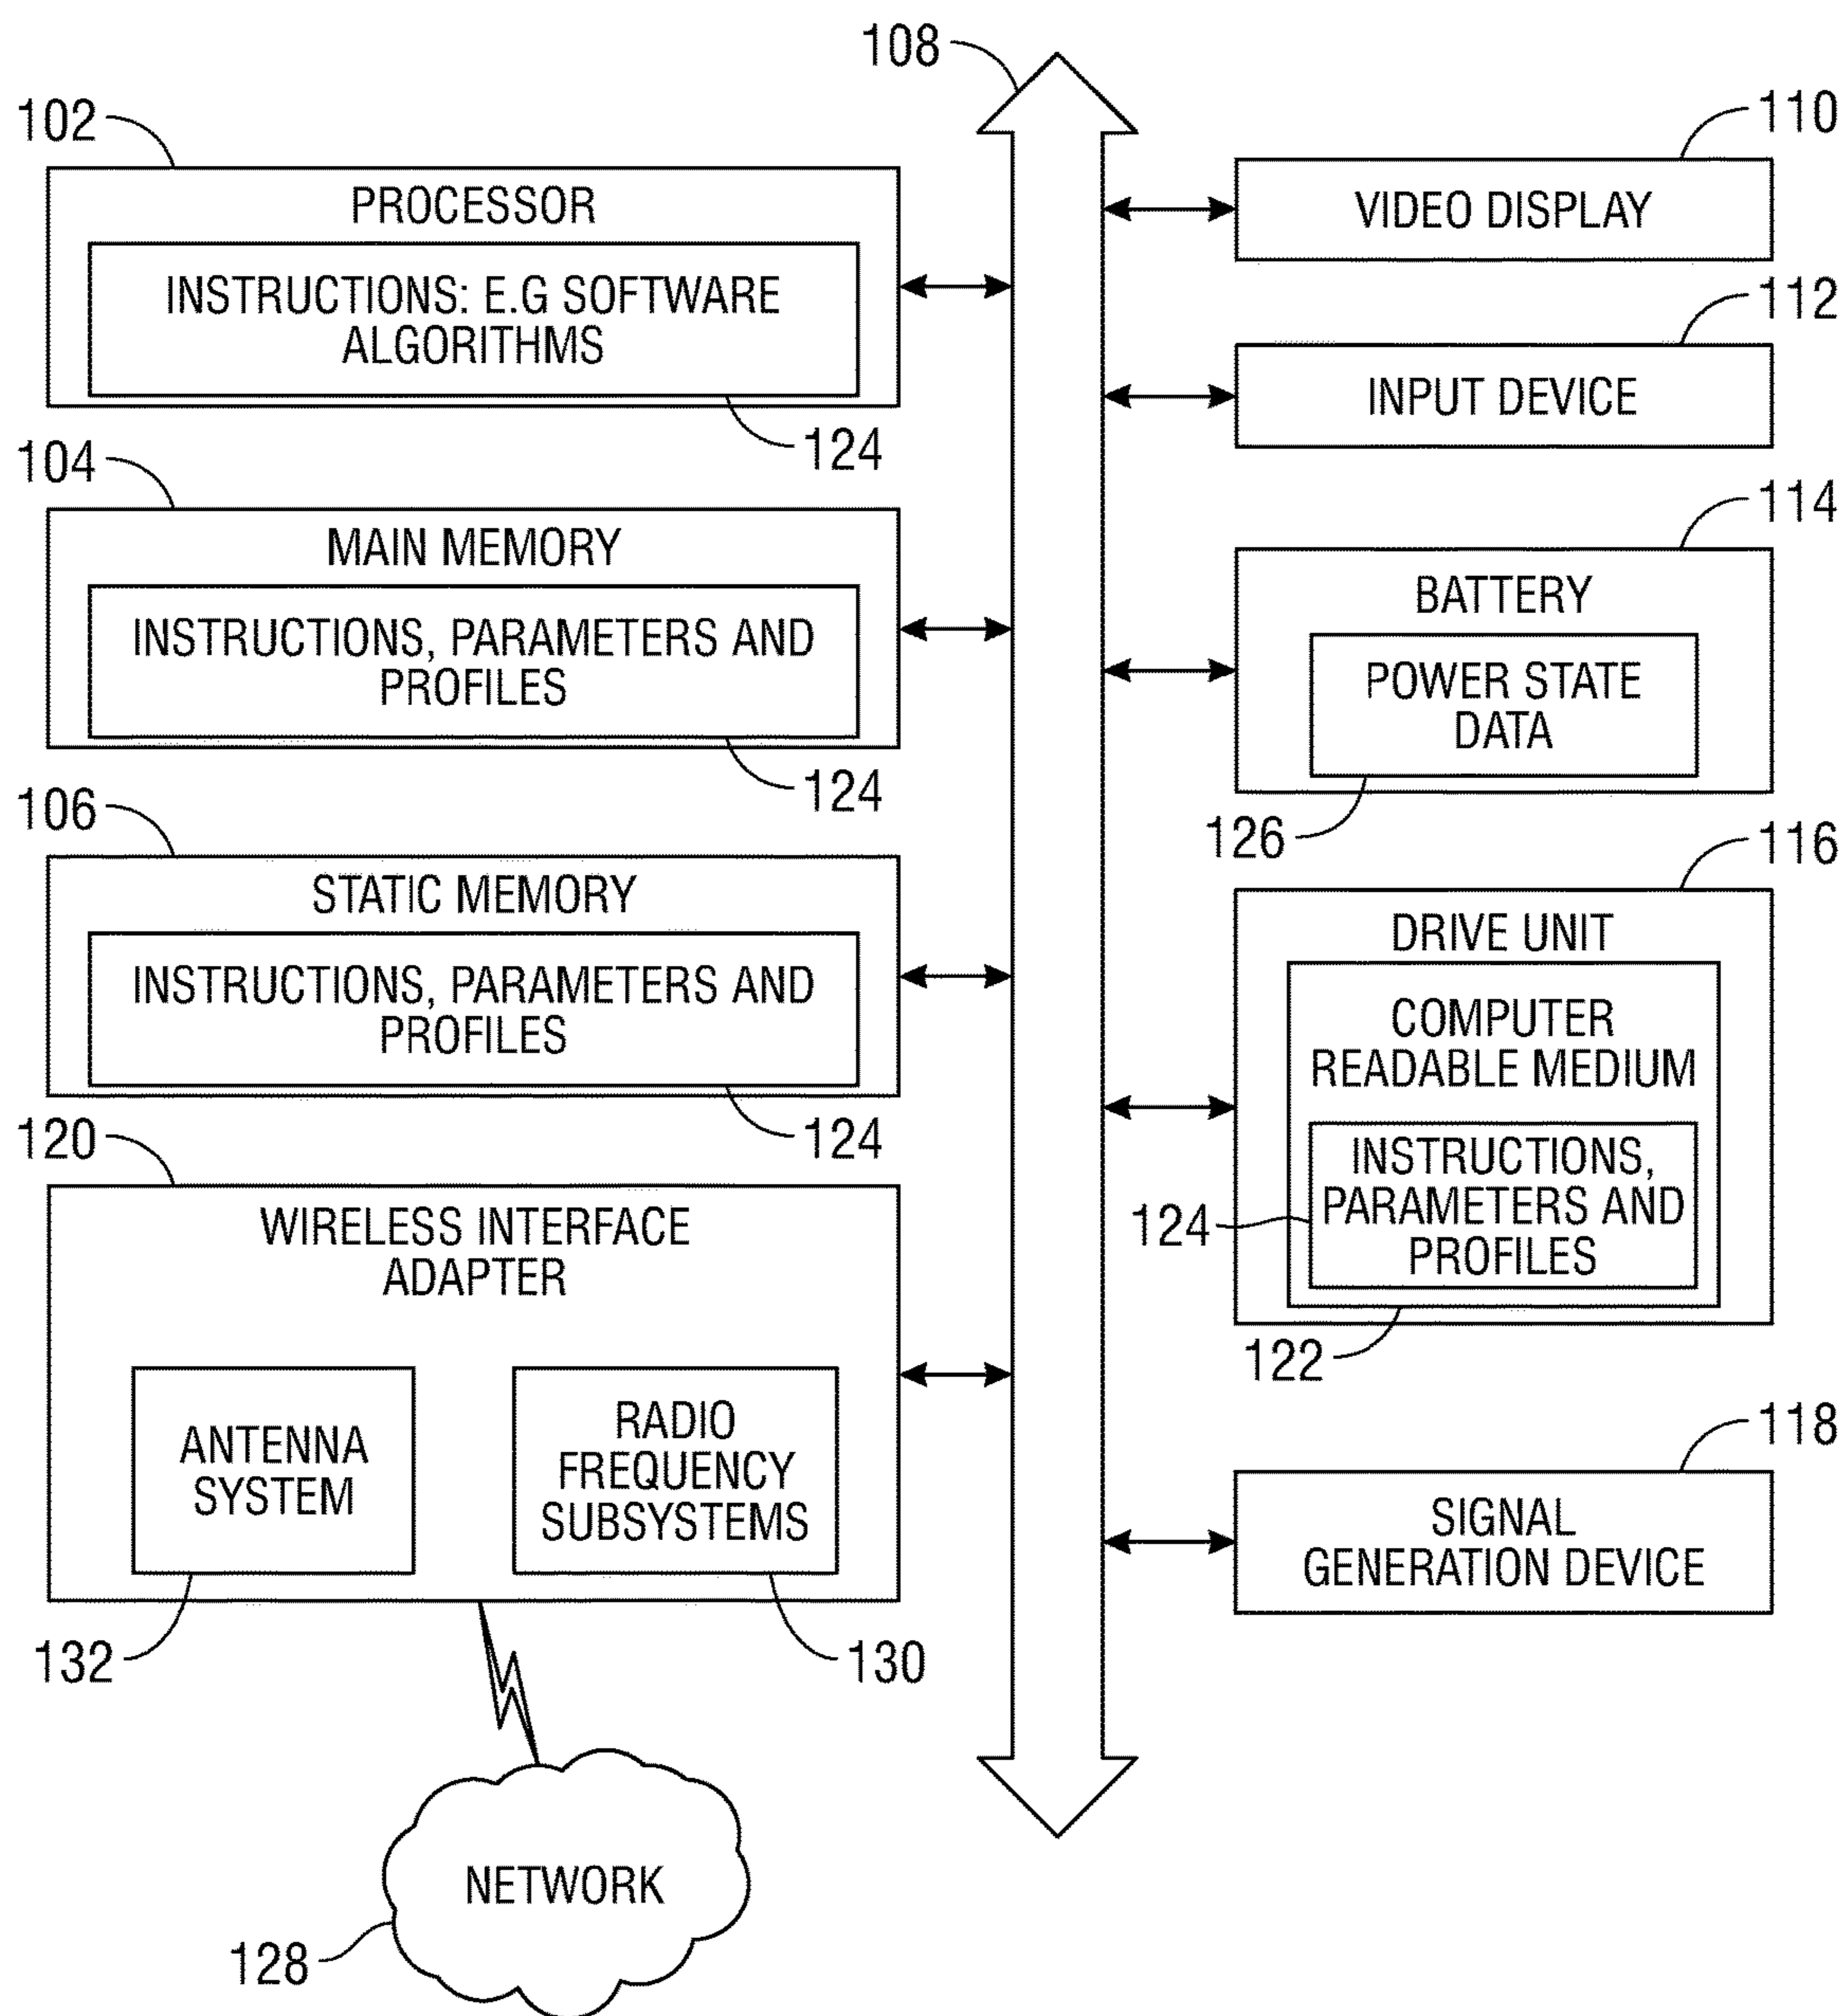 108
102
PROCESSOR
INSTRUCTIONS: E.G SOFTWARE
ALGORITHMS
124
104
MAIN MEMORY
INSTRUCTIONS, PARAMETERS AND
PROFILES
124
106
STATIC MEMORY
INSTRUCTIONS, PARAMETERS AND
PROFILES
124
120
WIRELESS INTERFACE
ADAPTER
ANTENNA
SYSTEM
RADIO
FREQUENCY
SUBSYSTEMS
132
130
NETWORK
128
110
VIDEO DISPLAY
112
INPUT DEVICE
114
BATTERY
POWER STATE
DATA
126
116
DRIVE UNIT
COMPUTER
READABLE MEDIUM
INSTRUCTIONS,
PARAMETERS AND
PROFILES
124
122
118
SIGNAL
GENERATION DEVICE